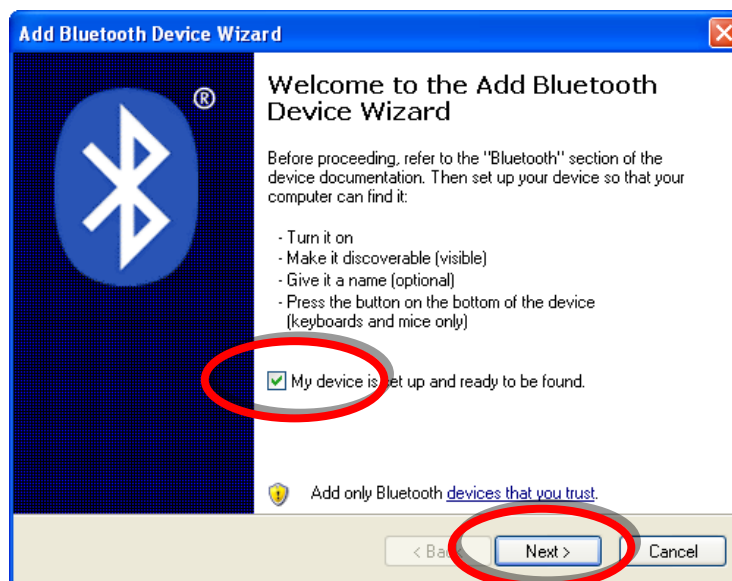 Add Bluetooth Device Wizard
®
Welcome to the Add Bluetooth
Device Wizard
Before proceeding, refer to the "Bluetooth" section of the
device documentation. Then set up your device so that your
computer can find it:
- Turn it on
- Make it discoverable (visible)
- Give it a name (optional)
- Press the button on the bottom of the device
(keyboards and mice only)
My device is set up and ready to be found.
Add only Bluetooth devices that you trust.
< Back Next > Cancel